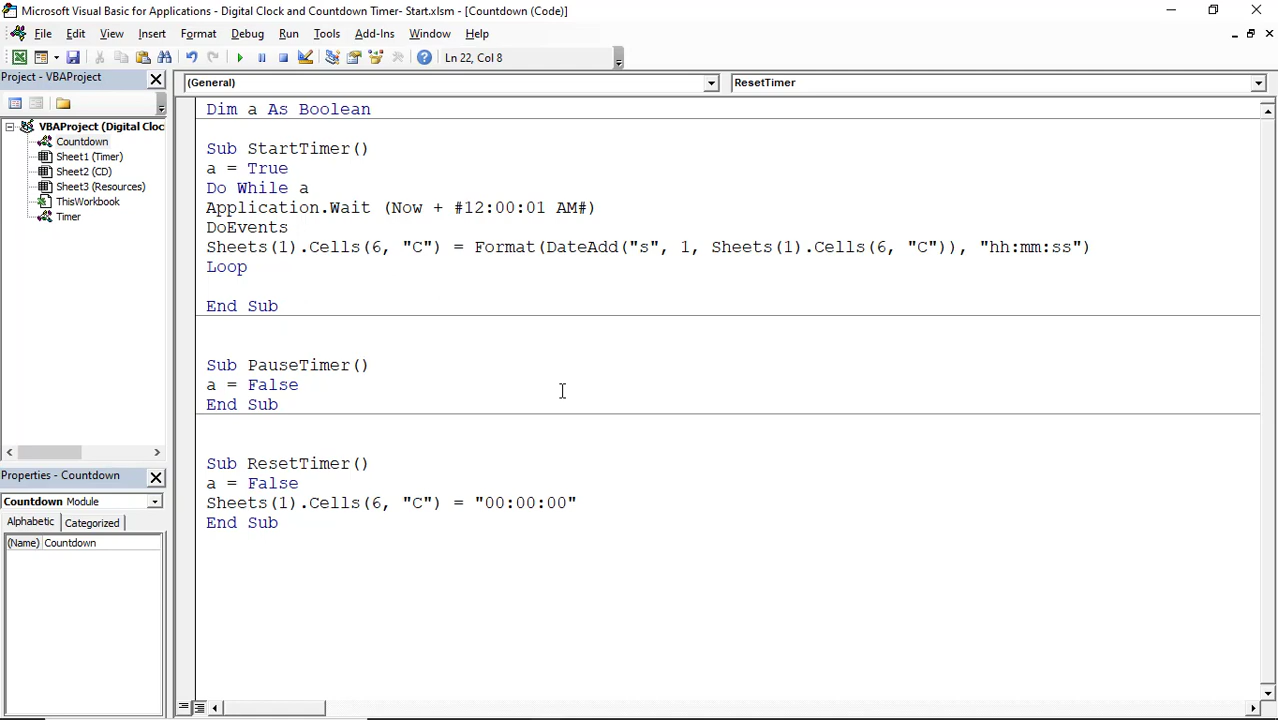 Microsoft Visual Basic for Applications - Digital Clock and Countdown Timer- Start.xlsm - [Countdown (Code)]
File Edit View Insert Format Debug Run Tools Add-Ins Window Help
Ln 22, Col 8
Project - VBAProject
VBAProject (Digital Cloc
Countdown
Sheet1 (Timer)
Sheet2 (CD)
Sheet3 (Resources)
ThisWorkbook
Timer
Properties - Countdown
Countdown Module
Alphabetic Categorized
(Name) Countdown
(General) ResetTimer
Dim a As Boolean
Sub StartTimer()
a = True
Do While a
Application.Wait (Now + #12:00:01 AM#)
DoEvents
Sheets(1).Cells(6, "C") = Format(DateAdd("s", 1, Sheets(1).Cells(6, "C")), "hh:mm:ss")
Loop
End Sub
Sub PauseTimer()
a = False
End Sub
Sub ResetTimer()
a = False
Sheets(1).Cells(6, "C") = "00:00:00"
End Sub